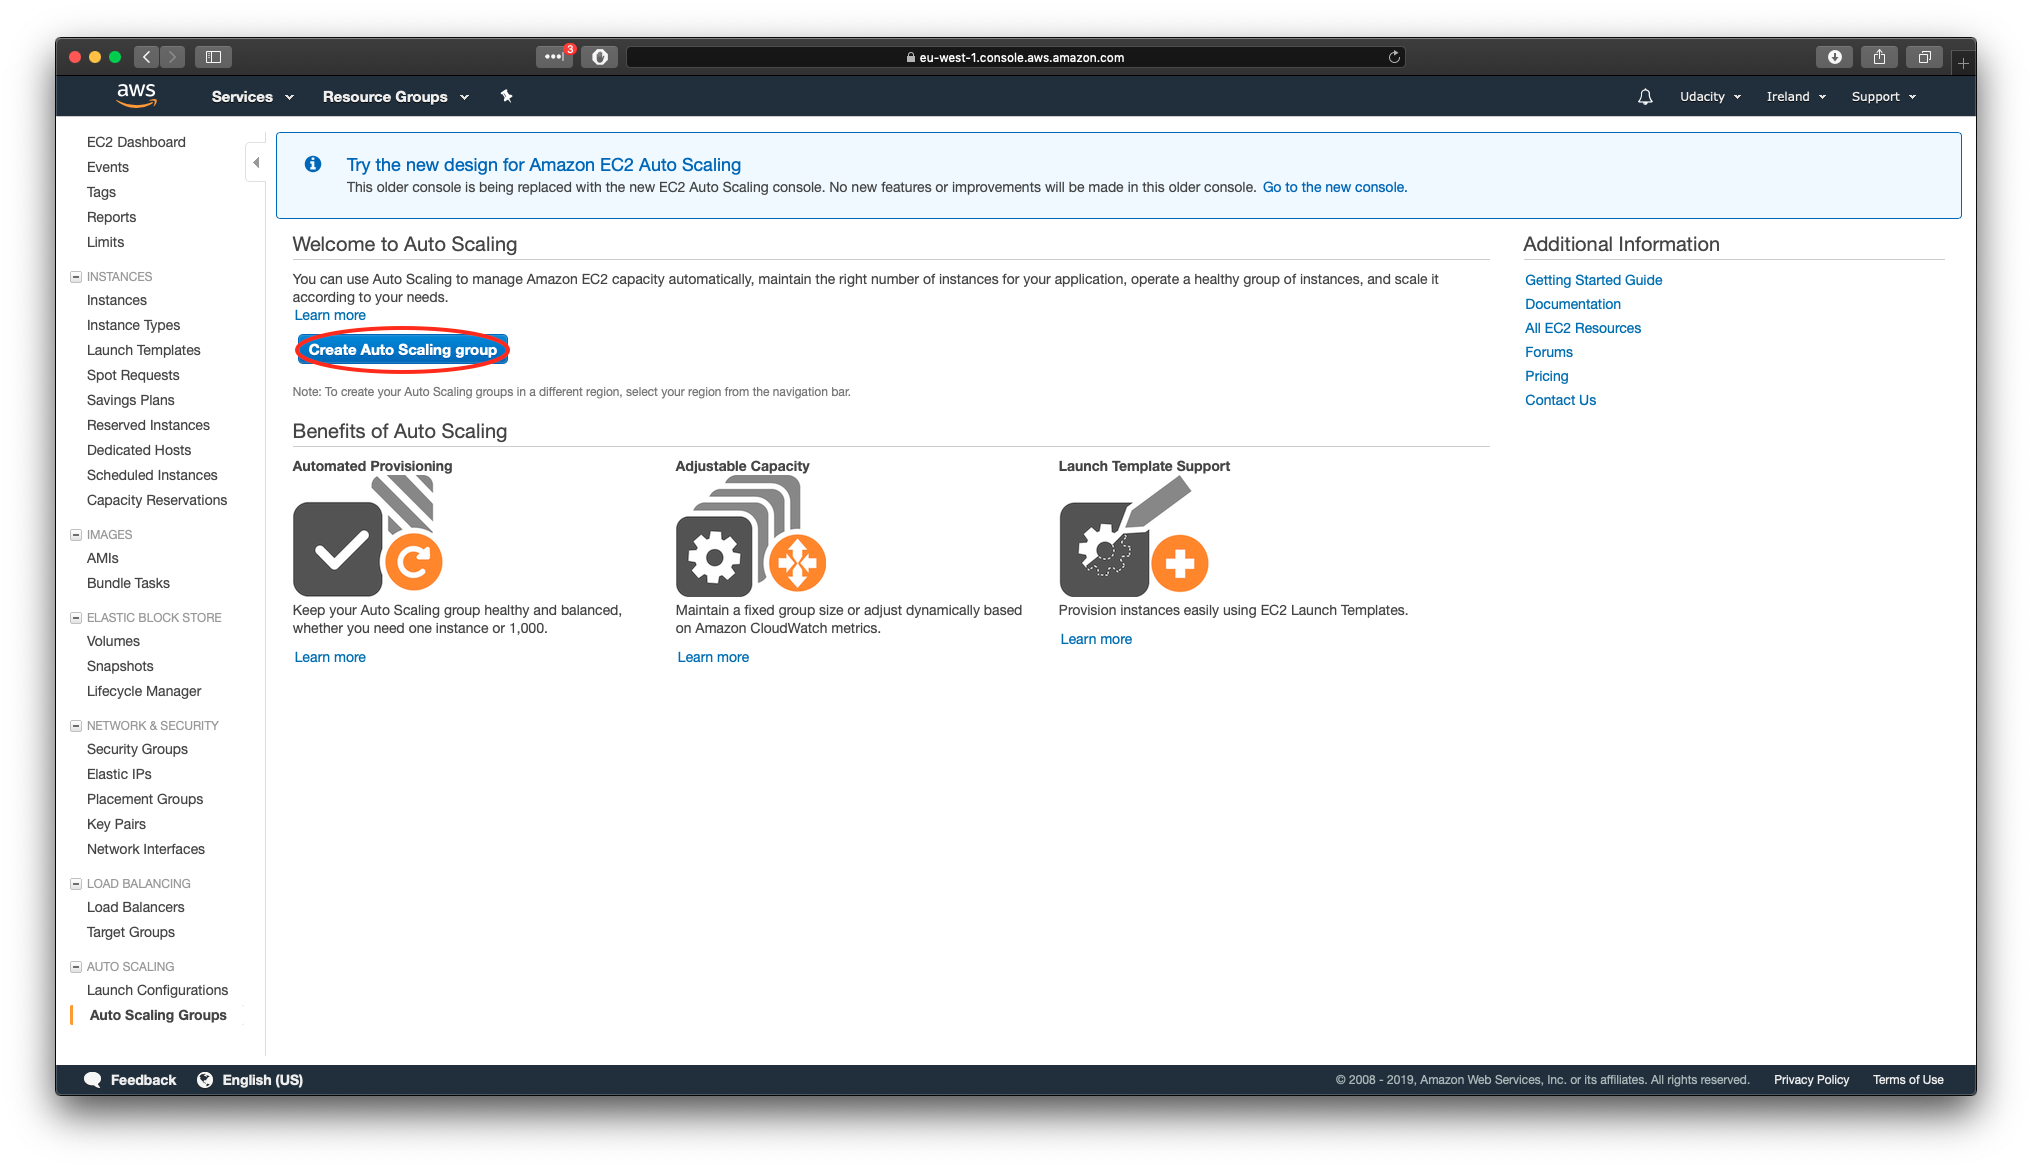 3
eu-west-1.console.aws.amazon.com
aws
Services
Resource Groups
Udacity
Ireland
Support
EC2 Dashboard
Events
Tags
Reports
Limits
INSTANCES
Instances
Instance Types
Launch Templates
Spot Requests
Savings Plans
Reserved Instances
Dedicated Hosts
Scheduled Instances
Capacity Reservations
IMAGES
AMIs
Bundle Tasks
ELASTIC BLOCK STORE
Volumes
Snapshots
Lifecycle Manager
NETWORK & SECURITY
Security Groups
Elastic IPs
Placement Groups
Key Pairs
Network Interfaces
LOAD BALANCING
Load Balancers
Target Groups
AUTO SCALING
Launch Configurations
Auto Scaling Groups
Try the new design for Amazon EC2 Auto Scaling
This older console is being replaced with the new EC2 Auto Scaling console. No new features or improvements will be made in this older console. Go to the new console.
Welcome to Auto Scaling
You can use Auto Scaling to manage Amazon EC2 capacity automatically, maintain the right number of instances for your application, operate a healthy group of instances, and scale it
according to your needs.
Learn more
Create Auto Scaling group
Note: To create your Auto Scaling groups in a different region, select your region from the navigation bar.
Benefits of Auto Scaling
Automated Provisioning
Keep your Auto Scaling group healthy and balanced,
whether you need one instance or 1,000.
Learn more
Adjustable Capacity
Maintain a fixed group size or adjust dynamically based
on Amazon CloudWatch metrics.
Learn more
Launch Template Support
Provision instances easily using EC2 Launch Templates.
Learn more
Additional Information
Getting Started Guide
Documentation
All EC2 Resources
Forums
Pricing
Contact Us
Feedback
English (US)
© 2008 - 2019, Amazon Web Services, Inc. or its affiliates. All rights reserved.
Privacy Policy
Terms of Use